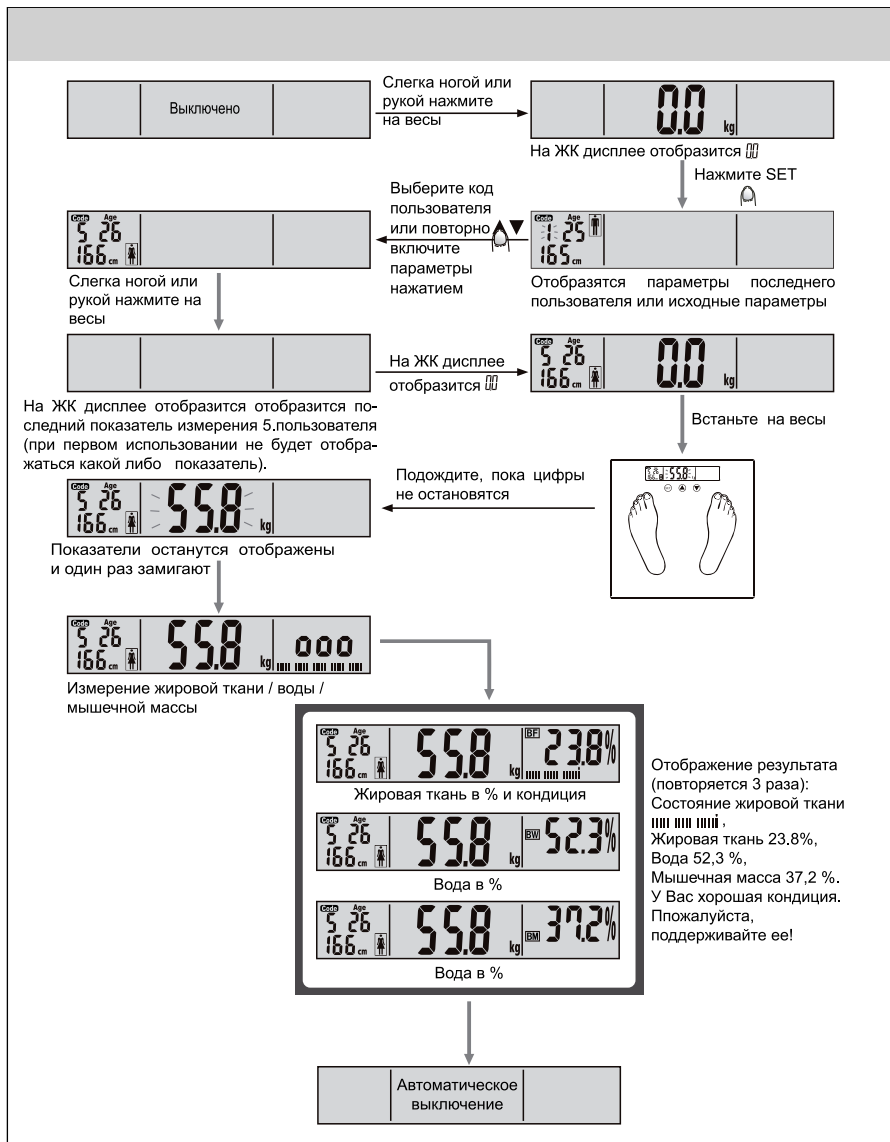 Выключено
Слегка ногой или
рукой нажмите
на весы
0.0
kg
На ЖК дисплее отобразится 0.0
Нажмите SET
Code Age
1 25
165 cm
Отобразятся параметры последнего
пользователя или исходные параметры
Выберите код
пользователя
или повторно
включите
параметры
нажатием
Code Age
5 26
166 cm
Слегка ногой или
рукой нажмите на
весы
На ЖК дисплее отобразится отобразится по-
следний показатель измерения 5.пользователя
(при первом использовании не будет отобра-
жаться какой либо показатель).
На ЖК дисплее
отобразится 0.0
Code Age
5 26
166 cm
0.0 kg
Встаньте на весы
55.8
Подождите, пока цифры
не остановятся
Code Age
5 26
166 cm
55.8 kg
Показатели останутся отображены
и один раз замигают
Code Age
5 26
166 cm
55.8 kg
ooo
Измерение жировой ткани / воды /
мышечной массы
Code Age
5 26
166 cm
55.8 kg
BF 23.8%
Жировая ткань в % и кондиция
Code Age
5 26
166 cm
55.8 kg
BW 52.3%
Вода в %
Code Age
5 26
166 cm
55.8 kg
BM 37.2%
Вода в %
Отображение результата
(повторяется 3 раза):
Состояние жировой ткани
,
Жировая ткань 23.8%,
Вода 52,3 %,
Мышечная масса 37,2 %.
У Вас хорошая кондиция.
Ппожалуйста,
поддерживайте ее!
Автоматическое
выключение